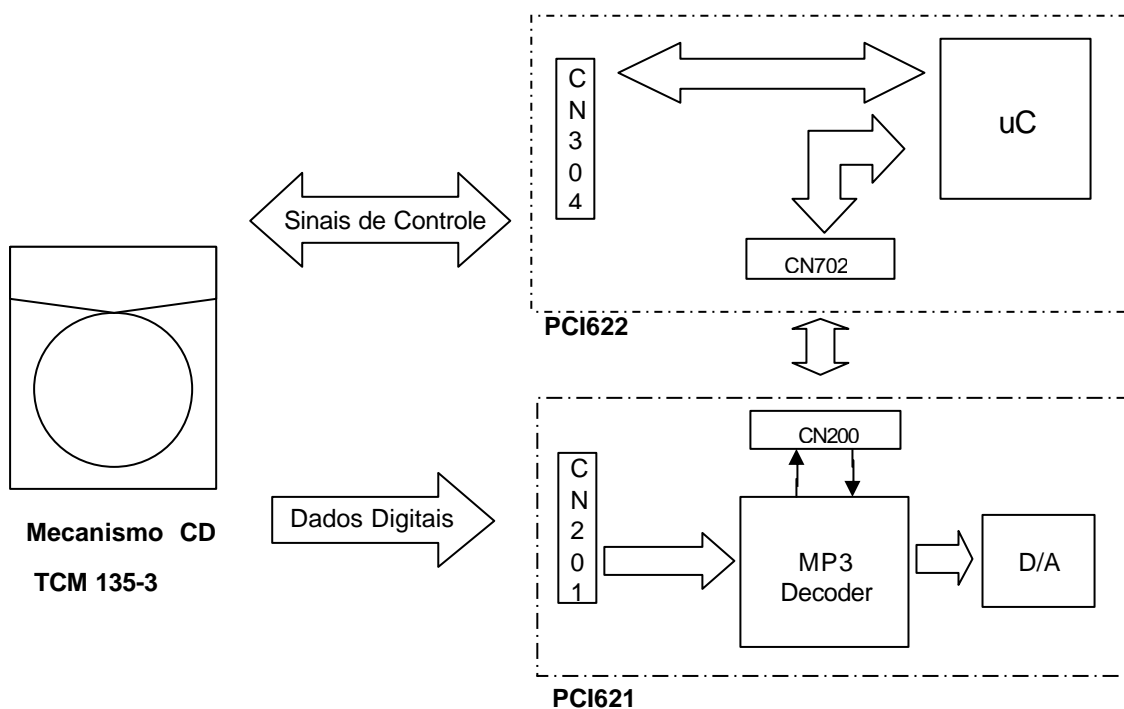 CN304
uC
Sinais de Controle
CN702
PCI622
CN200
CN201
Dados Digitais
MP3
Decoder
D/A
Mecanismo CD
TCM 135-3
PCI621